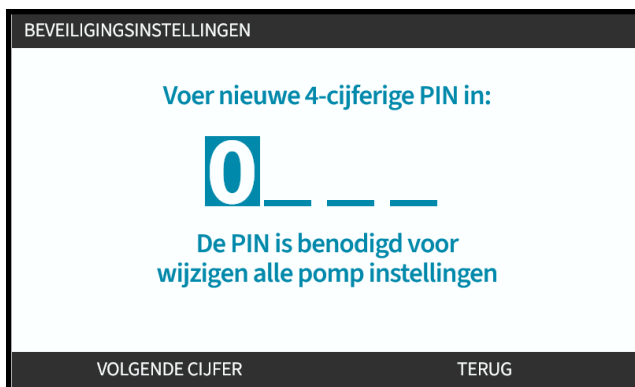 BEVEILIGINGSINSTELLINGEN
Voer nieuwe 4-cijferige PIN in:
0_ _ _
De PIN is benodigd voor
wijzigen alle pomp instellingen
VOLGENDE CIJFER TERUG